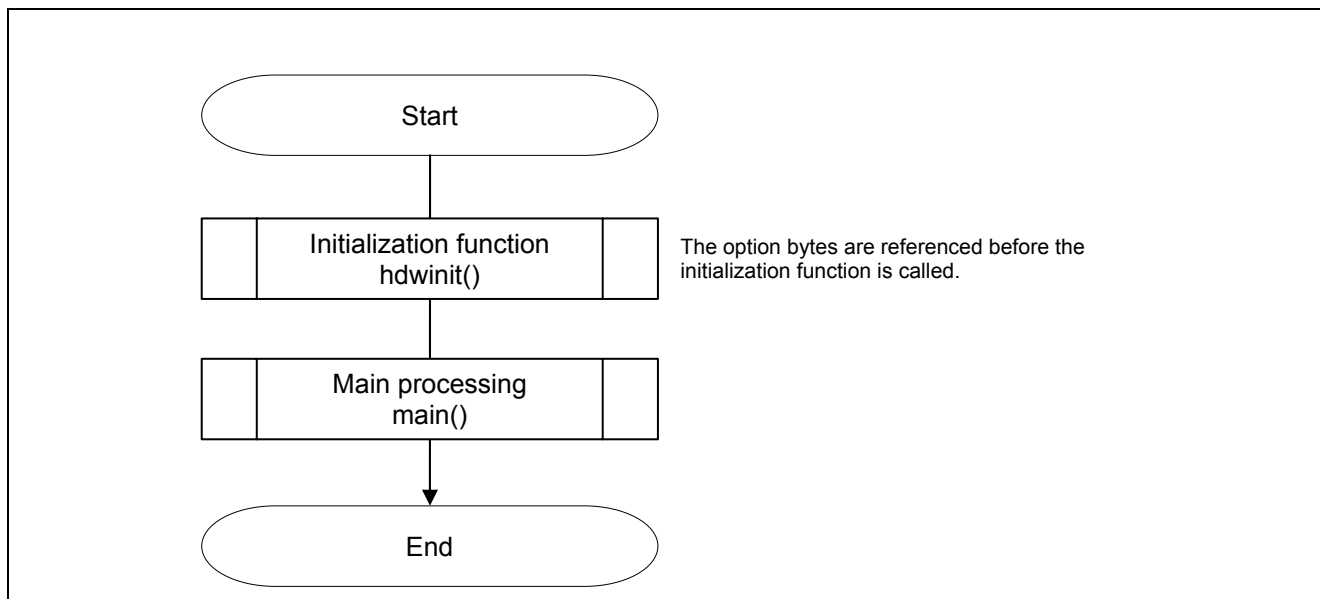 Start
Initialization function
hdwinit()
The option bytes are referenced before the
initialization function is called.
Main processing
main()
End